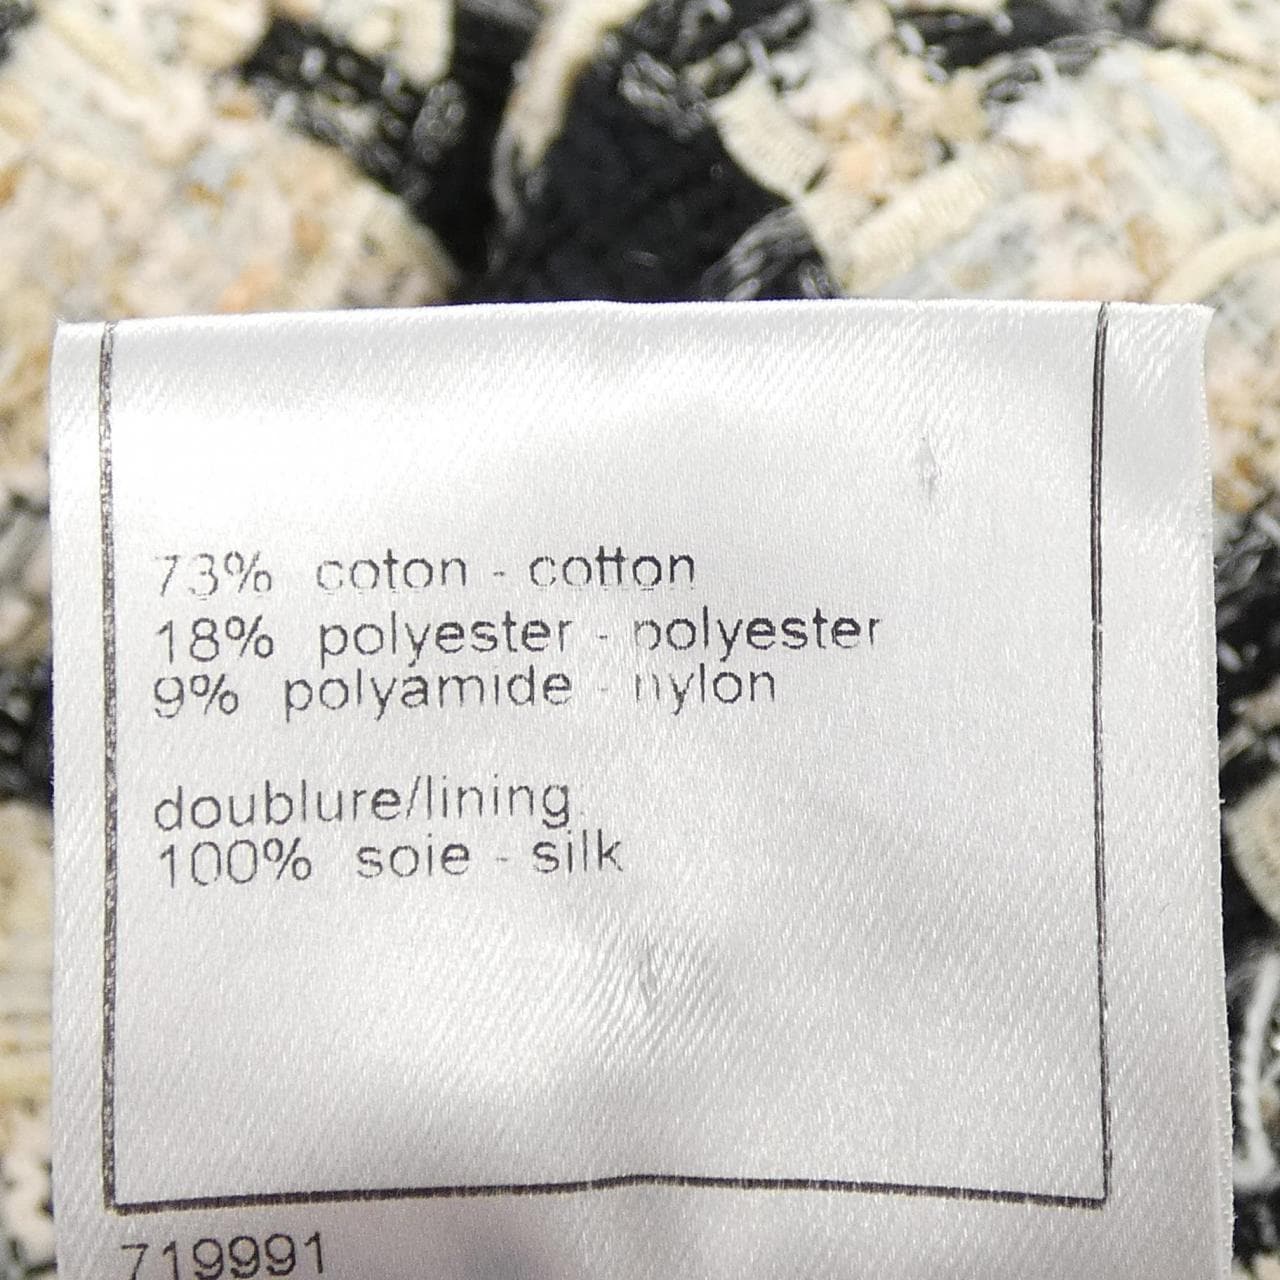 73% coton - cotton
18% polyester - polyester
9% polyamide - nylon
doublure/lining
100% soie - silk
719991